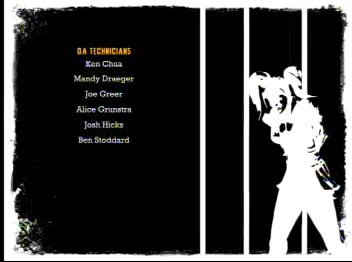 QA TECHNICIANS
Ken Chua
Mandy Draeger
Joe Greer
Alice Grunstra
Josh Hicks
Ben Stoddard